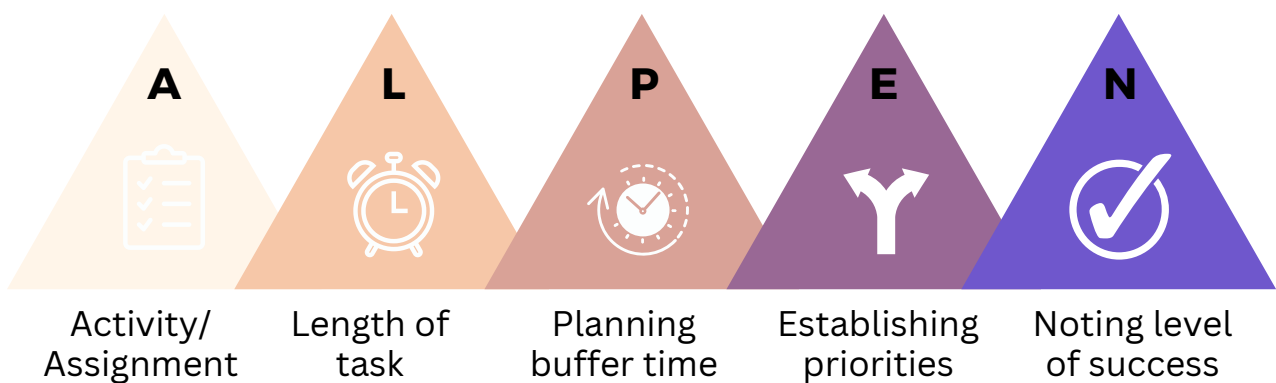 A
L
P
E
N
Activity/
Assignment
Length of
task
Planning
buffer time
Establishing
priorities
Noting level
of success